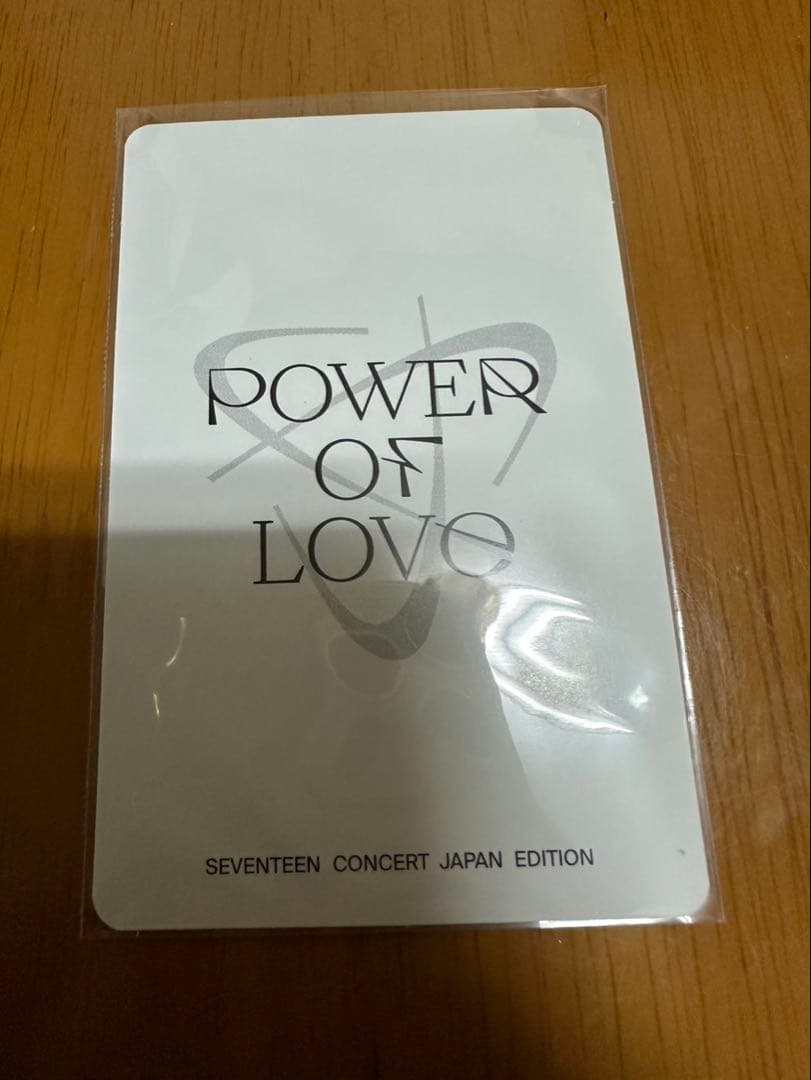 POWER
OF
LOVe
SEVENTEEN CONCERT JAPAN EDITION